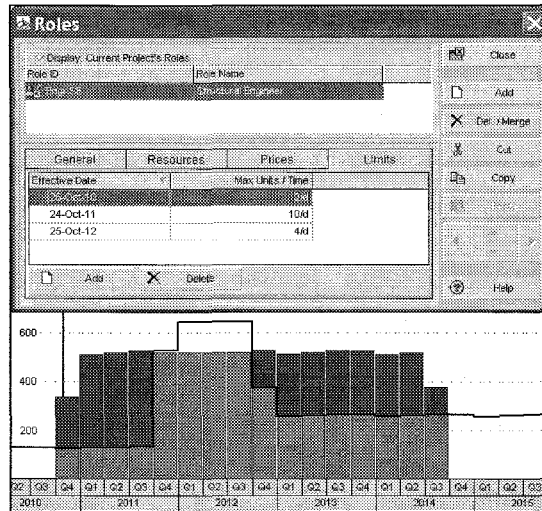 Roles
Display: Current Project's Roles
Role ID Role Name
Structural Engineer
General Resources Prices Limits
Effective Date Max Units / Time
24-Oct-11 10/d
25-Oct-12 4/d
Add Delete
Close
Add
Del. / Merge
Cut
Copy
Help
600
400
200
Q2 Q3 Q4 Q1 Q2 Q3 Q4 Q1 Q2 Q3 Q4 Q1 Q2 Q3 Q4 Q1 Q2 Q3 Q4 Q1 Q2 Q3
2010 2011 2012 2013 2014 2015